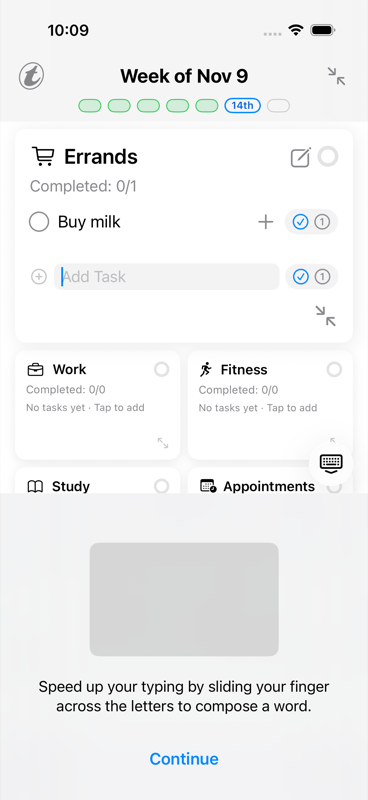 10:09
Week of Nov 9
14th
Errands
Completed: 0/1
Buy milk
1
Add Task
1
Work
Completed: 0/0
No tasks yet · Tap to add
Fitness
Completed: 0/0
No tasks yet · Tap to add
Study
Appointments
Speed up your typing by sliding your finger
across the letters to compose a word.
Continue